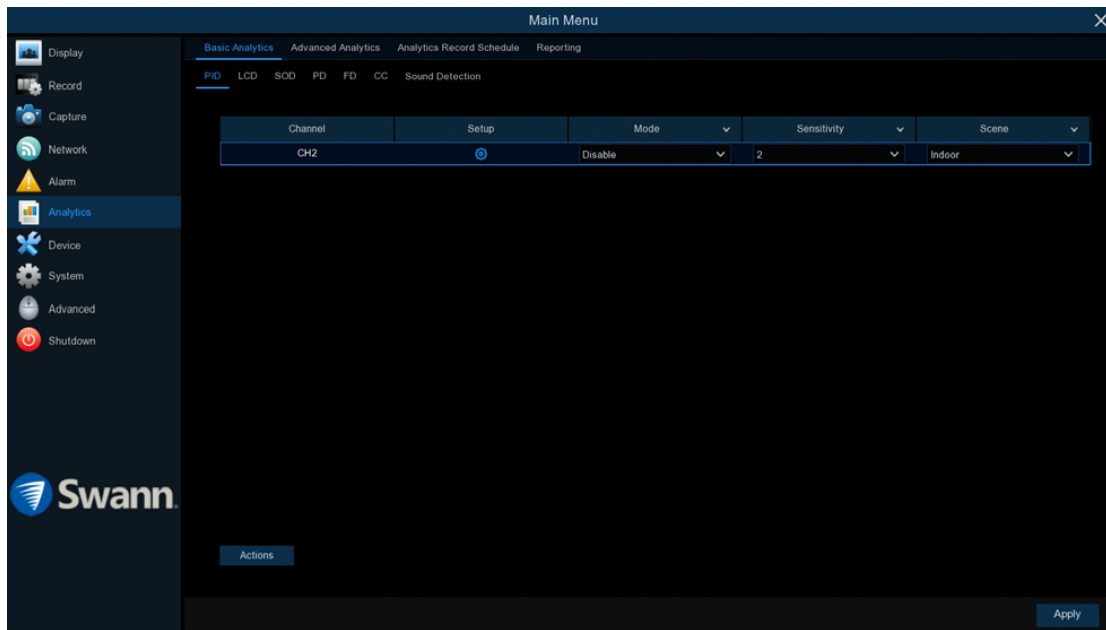 Main Menu
Display
Record
Capture
Network
Alarm
Analytics
Device
System
Advanced
Shutdown
Swann
Basic Analytics Advanced Analytics Analytics Record Schedule Reporting
PID LCD SOD PD FD CC Sound Detection
Channel Setup Mode Sensitivity Scene
CH2 Disable 2 Indoor
Actions
Apply